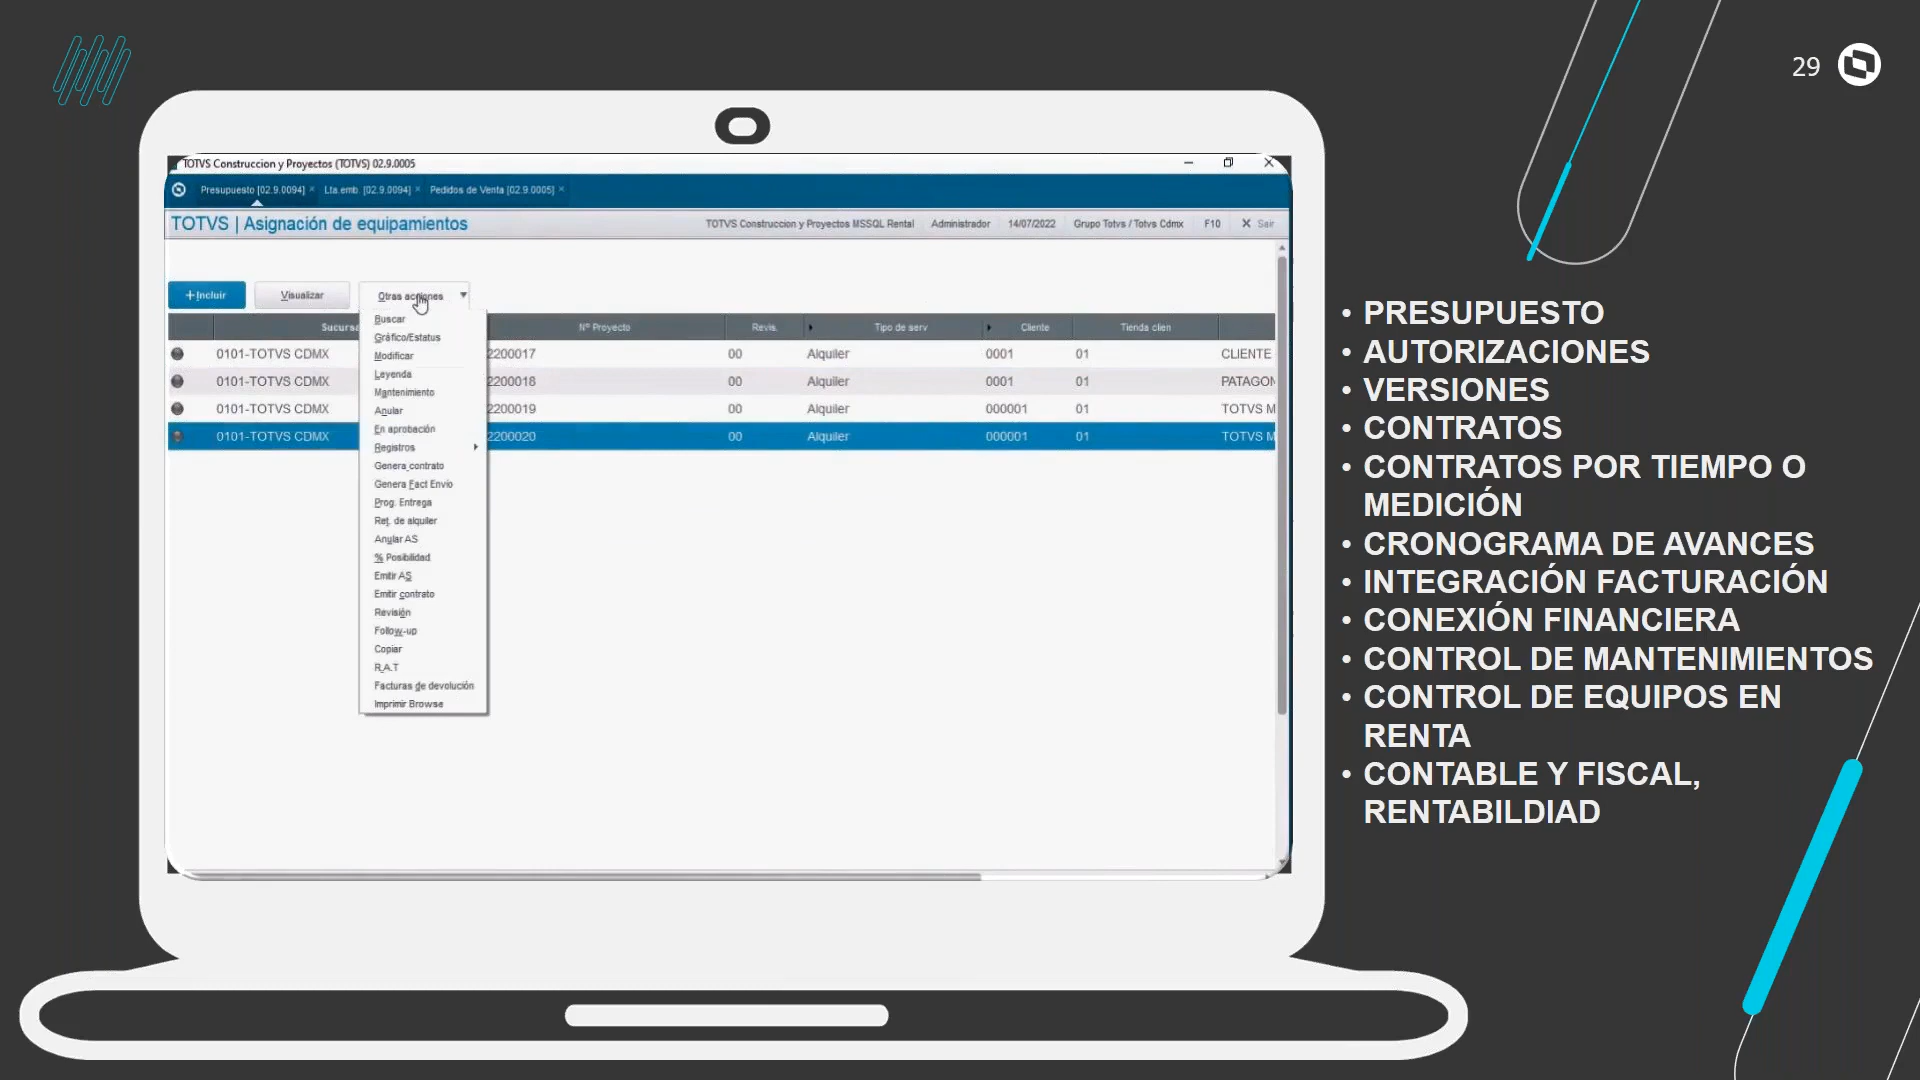 29
TOTVS Construccion y Proyectos (TOTVS) 02.9.0005
Presupuesto [02.9.0094] × Lta.emb. [02.9.0094] × Pedidos de Venta [02.9.0005] ×
TOTVS | Asignación de equipamientos
TOTVS Construccion y Proyectos MSSQL Rental Administrador 14/07/2022 Grupo Totvs / Totvs Cdmx F10 X Sair
+Incluir Visualizar Otras acciones
Sucursa Nº Proyecto Revis. Tipo de serv Cliente Tienda clien
0101-TOTVS CDMX 2200017 00 Alquiler 0001 01 CLIENTE
0101-TOTVS CDMX 2200018 00 Alquiler 0001 01 PATAGON
0101-TOTVS CDMX 2200019 00 Alquiler 000001 01 TOTVS M
0101-TOTVS CDMX 2200020 00 Alquiler 000001 01 TOTVS M
Buscar
Gráfico/Estatus
Modificar
Leyenda
Mantenimiento
Anular
En aprobación
Registros
Genera contrato
Genera Fact Envío
Prog. Entrega
Ret. de alquiler
Anular AS
% Posibilidad
Emitir AS
Emitir contrato
Revisión
Follow-up
Copiar
R.A.T
Facturas de devolución
Imprimir Browse
• PRESUPUESTO
• AUTORIZACIONES
• VERSIONES
• CONTRATOS
• CONTRATOS POR TIEMPO O
MEDICIÓN
• CRONOGRAMA DE AVANCES
• INTEGRACIÓN FACTURACIÓN
• CONEXIÓN FINANCIERA
• CONTROL DE MANTENIMIENTOS
• CONTROL DE EQUIPOS EN
RENTA
• CONTABLE Y FISCAL,
RENTABILDIAD